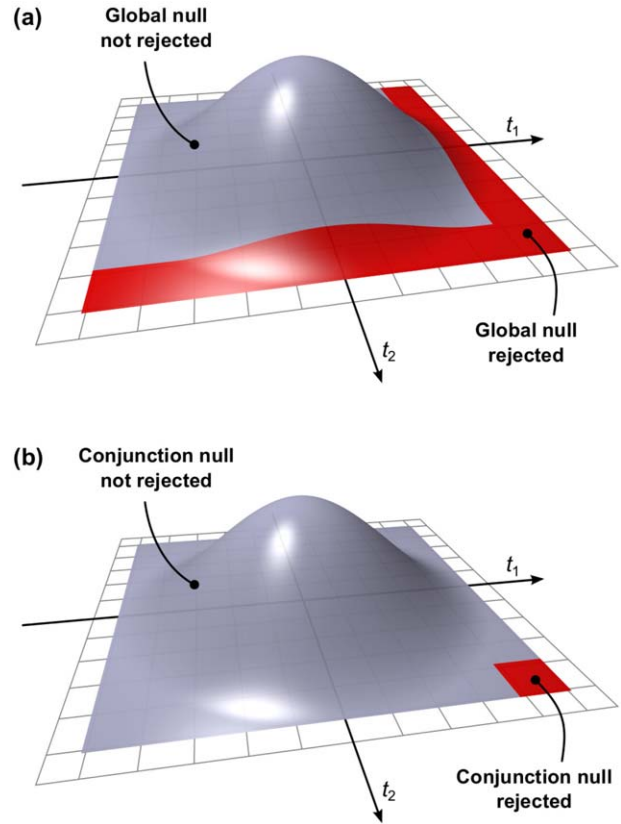 (a)
Global null
not rejected
t₁
Global null
rejected
t₂
(b)
Conjunction null
not rejected
t₁
Conjunction null
rejected
t₂